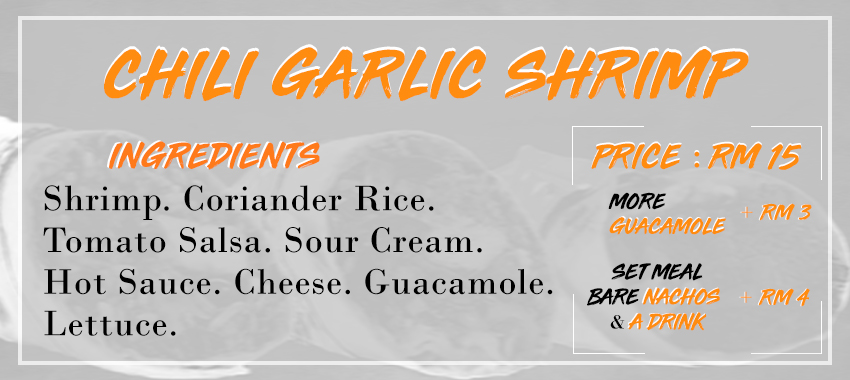 CHILI GARLIC SHRIMP
INGREDIENTS
Shrimp. Coriander Rice.
Tomato Salsa. Sour Cream.
Hot Sauce. Cheese. Guacamole.
Lettuce.
PRICE : RM 15
MORE
GUACAMOLE + RM 3
SET MEAL
BARE NACHOS + RM 4
& A DRINK